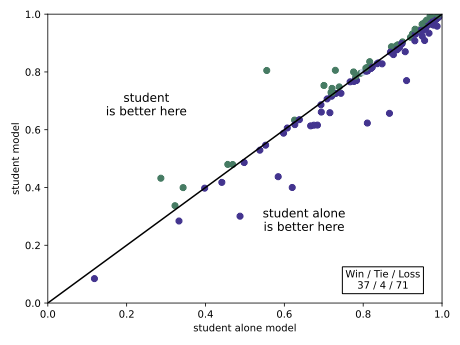 1.0
0.8
0.6
0.4
0.2
0.0
student model
student
is better here
student alone
is better here
Win / Tie / Loss
37 / 4 / 71
0.0 0.2 0.4 0.6 0.8 1.0
student alone model